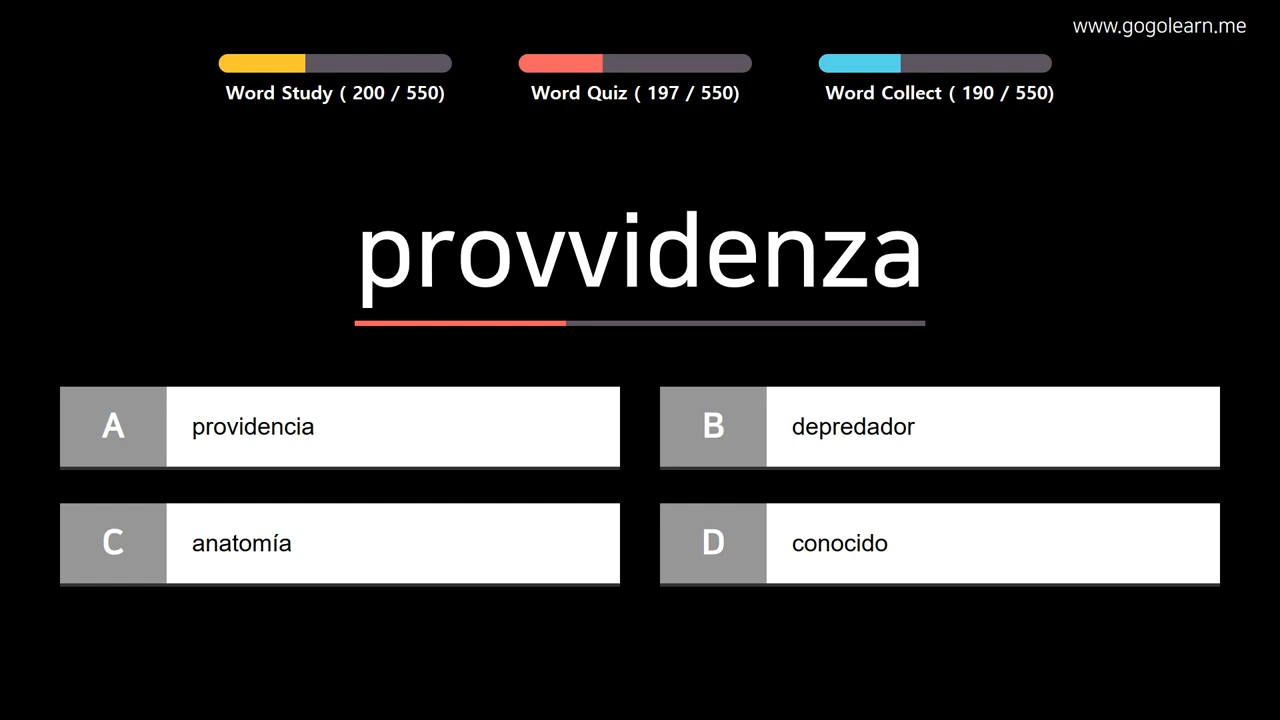 www.gogolearn.me
Word Study ( 200 / 550)
Word Quiz ( 197 / 550)
Word Collect ( 190 / 550)
provvidenza
A providencia
B depredador
C anatomía
D conocido